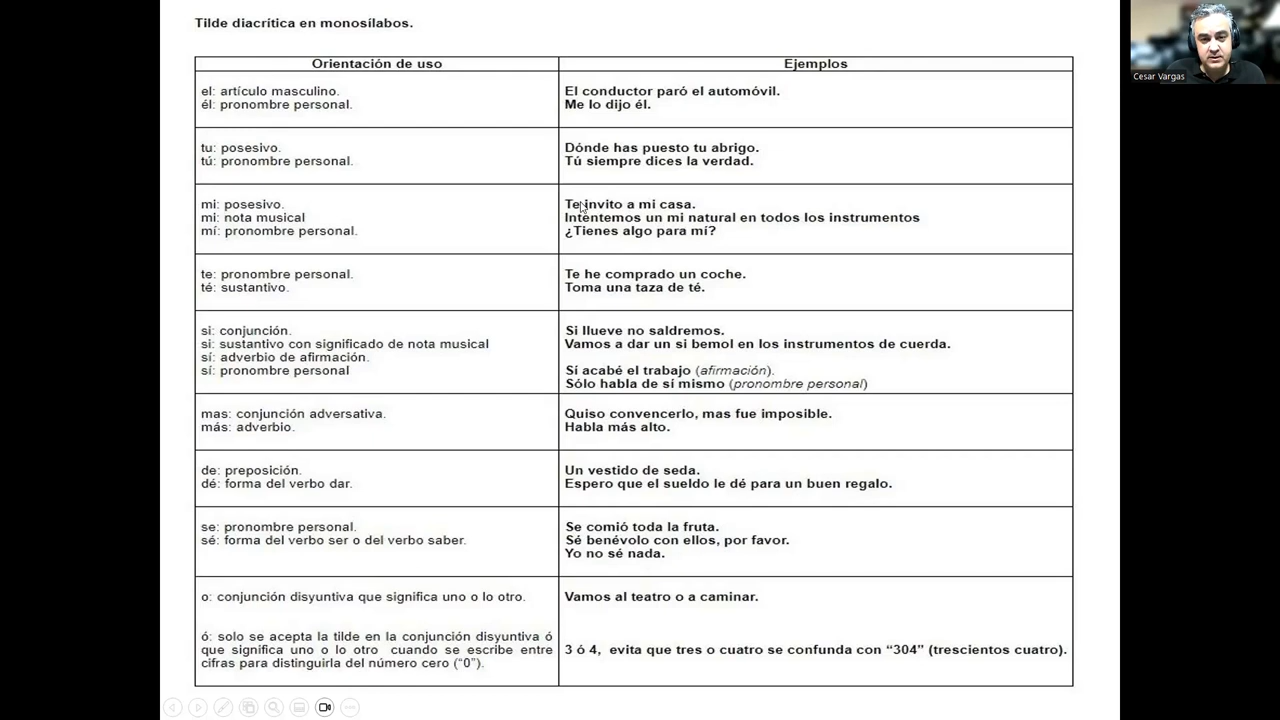 Tilde diacrítica en monosílabos.
Cesar Vargas
Orientación de uso
Ejemplos
el: artículo masculino.
él: pronombre personal.
El conductor paró el automóvil.
Me lo dijo él.
tu: posesivo.
tú: pronombre personal.
Dónde has puesto tu abrigo.
Tú siempre dices la verdad.
mi: posesivo.
mi: nota musical
mí: pronombre personal.
Te invito a mi casa.
Intentemos un mi natural en todos los instrumentos
¿Tienes algo para mí?
te: pronombre personal.
té: sustantivo.
Te he comprado un coche.
Toma una taza de té.
si: conjunción.
si: sustantivo con significado de nota musical
sí: adverbio de afirmación.
sí: pronombre personal
Si llueve no saldremos.
Vamos a dar un si bemol en los instrumentos de cuerda.
Sí acabé el trabajo (afirmación).
Sólo habla de sí mismo (pronombre personal)
mas: conjunción adversativa.
más: adverbio.
Quiso convencerlo, mas fue imposible.
Habla más alto.
de: preposición.
dé: forma del verbo dar.
Un vestido de seda.
Espero que el sueldo le dé para un buen regalo.
se: pronombre personal.
sé: forma del verbo ser o del verbo saber.
Se comió toda la fruta.
Sé benévolo con ellos, por favor.
Yo no sé nada.
o: conjunción disyuntiva que significa uno o lo otro.
Vamos al teatro o a caminar.
ó: solo se acepta la tilde en la conjunción disyuntiva ó
que significa uno o lo otro cuando se escribe entre
cifras para distinguirla del número cero ("0").
3 ó 4, evita que tres o cuatro se confunda con “304” (trescientos cuatro).